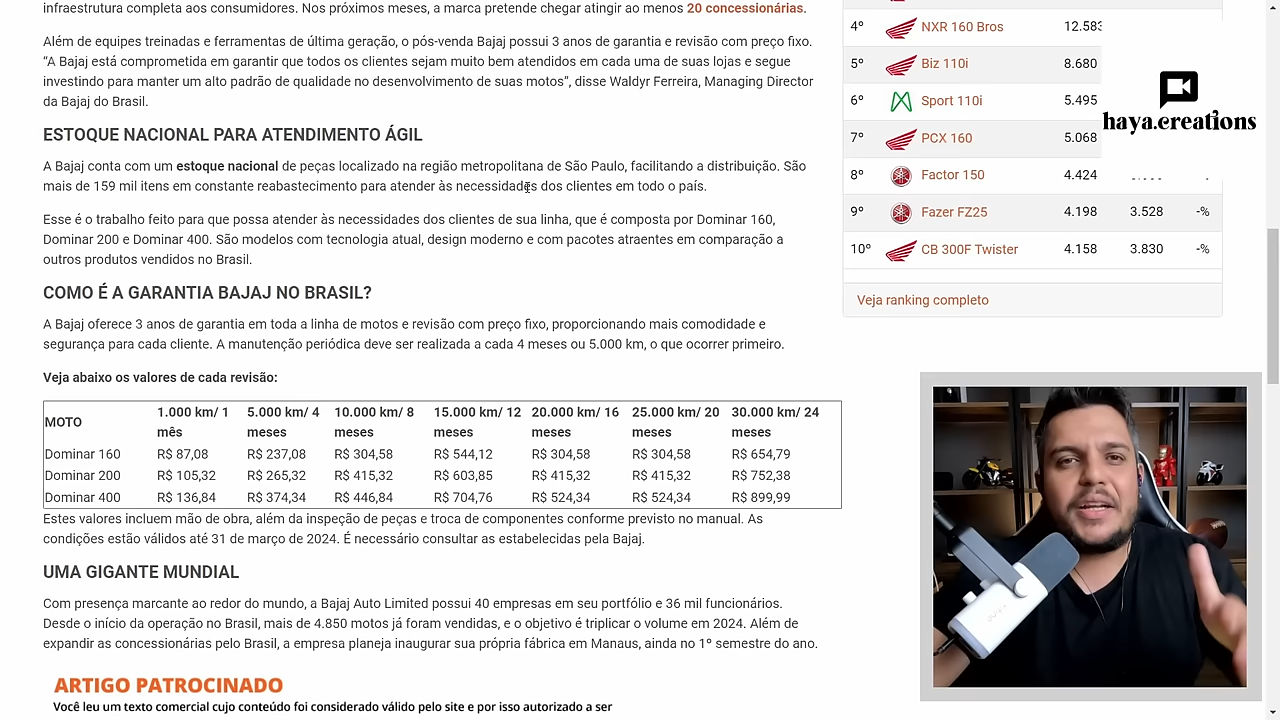 infraestrutura completa aos consumidores. Nos próximos meses, a marca pretende chegar atingir ao menos 20 concessionárias.
Além de equipes treinadas e ferramentas de última geração, o pós-venda Bajaj possui 3 anos de garantia e revisão com preço fixo.
“A Bajaj está comprometida em garantir que todos os clientes sejam muito bem atendidos em cada uma de suas lojas e segue
investindo para manter um alto padrão de qualidade no desenvolvimento de suas motos”, disse Waldyr Ferreira, Managing Director
da Bajaj do Brasil.
ESTOQUE NACIONAL PARA ATENDIMENTO ÁGIL
A Bajaj conta com um estoque nacional de peças localizado na região metropolitana de São Paulo, facilitando a distribuição. São
mais de 159 mil itens em constante reabastecimento para atender às necessidades dos clientes em todo o país.
Esse é o trabalho feito para que possa atender às necessidades dos clientes de sua linha, que é composta por Dominar 160,
Dominar 200 e Dominar 400. São modelos com tecnologia atual, design moderno e com pacotes atraentes em comparação a
outros produtos vendidos no Brasil.
COMO É A GARANTIA BAJAJ NO BRASIL?
A Bajaj oferece 3 anos de garantia em toda a linha de motos e revisão com preço fixo, proporcionando mais comodidade e
segurança para cada cliente. A manutenção periódica deve ser realizada a cada 4 meses ou 5.000 km, o que ocorrer primeiro.
Veja abaixo os valores de cada revisão:
MOTO 1.000 km/ 1 mês 5.000 km/ 4 meses 10.000 km/ 8 meses 15.000 km/ 12 meses 20.000 km/ 16 meses 25.000 km/ 20 meses 30.000 km/ 24 meses
Dominar 160 R$ 87,08 R$ 237,08 R$ 304,58 R$ 544,12 R$ 304,58 R$ 304,58 R$ 654,79
Dominar 200 R$ 105,32 R$ 265,32 R$ 415,32 R$ 603,85 R$ 415,32 R$ 415,32 R$ 752,38
Dominar 400 R$ 136,84 R$ 374,34 R$ 446,84 R$ 704,76 R$ 524,34 R$ 524,34 R$ 899,99
Estes valores incluem mão de obra, além da inspeção de peças e troca de componentes conforme previsto no manual. As
condições estão válidos até 31 de março de 2024. É necessário consultar as estabelecidas pela Bajaj.
UMA GIGANTE MUNDIAL
Com presença marcante ao redor do mundo, a Bajaj Auto Limited possui 40 empresas em seu portfólio e 36 mil funcionários.
Desde o início da operação no Brasil, mais de 4.850 motos já foram vendidas, e o objetivo é triplicar o volume em 2024. Além de
expandir as concessionárias pelo Brasil, a empresa planeja inaugurar sua própria fábrica em Manaus, ainda no 1º semestre do ano.
ARTIGO PATROCINADO
Você leu um texto comercial cujo conteúdo foi considerado válido pelo site e por isso autorizado a ser
4º NXR 160 Bros 12.583
5º Biz 110i 8.680
6º Sport 110i 5.495
7º PCX 160 5.068
8º Factor 150 4.424
9º Fazer FZ25 4.198 3.528 -%
10º CB 300F Twister 4.158 3.830 -%
Veja ranking completo
haya.creations